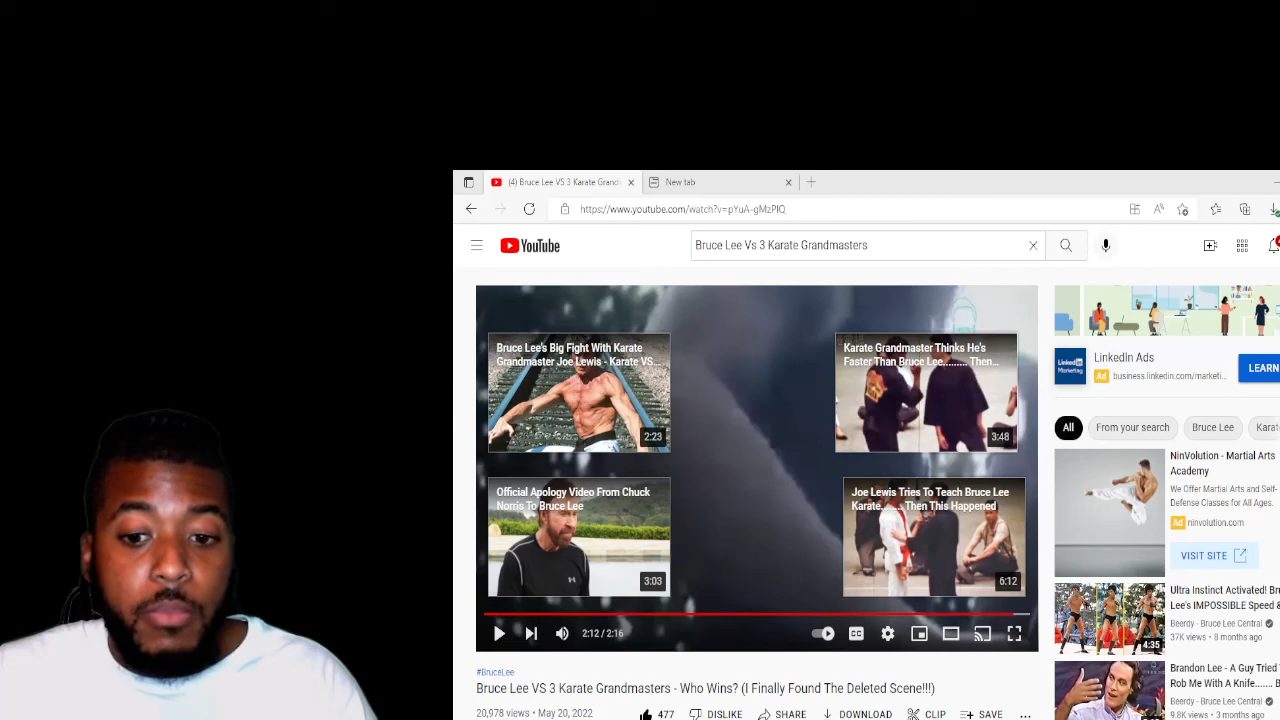 (4) Bruce Lee VS 3 Karate Grand
New tab
https://www.youtube.com/watch?v=pYuA-gMzPIQ
YouTube
Bruce Lee Vs 3 Karate Grandmasters
Bruce Lee's Big Fight With Karate
Grandmaster Joe Lewis - Karate VS...
2:23
Karate Grandmaster Thinks He's
Faster Than Bruce Lee........ Then...
3:48
Official Apology Video From Chuck
Norris To Bruce Lee
3:03
Joe Lewis Tries To Teach Bruce Lee
Karate....... Then This Happened
6:12
2:12 / 2:16
CC
#BruceLee
Bruce Lee VS 3 Karate Grandmasters - Who Wins? (I Finally Found The Deleted Scene!!!)
20,978 views • May 20, 2022
477
DISLIKE
SHARE
DOWNLOAD
CLIP
SAVE
Linked in
Marketing
LinkedIn Ads
Ad business.linkedin.com/marketi...
LEARN
All
From your search
Bruce Lee
Karat
NinVolution - Martial Arts
Academy
We Offer Martial Arts and Self-
Defense Classes for All Ages.
Ad ninvolution.com
VISIT SITE
Ultra Instinct Activated! Bru
Lee's IMPOSSIBLE Speed &
Beerdy - Bruce Lee Central
37K views • 8 months ago
4:35
Brandon Lee - A Guy Tried T
Or Me With A Knife......
Beerdy - Bruce Lee Central
9.8K views • 3 months ago